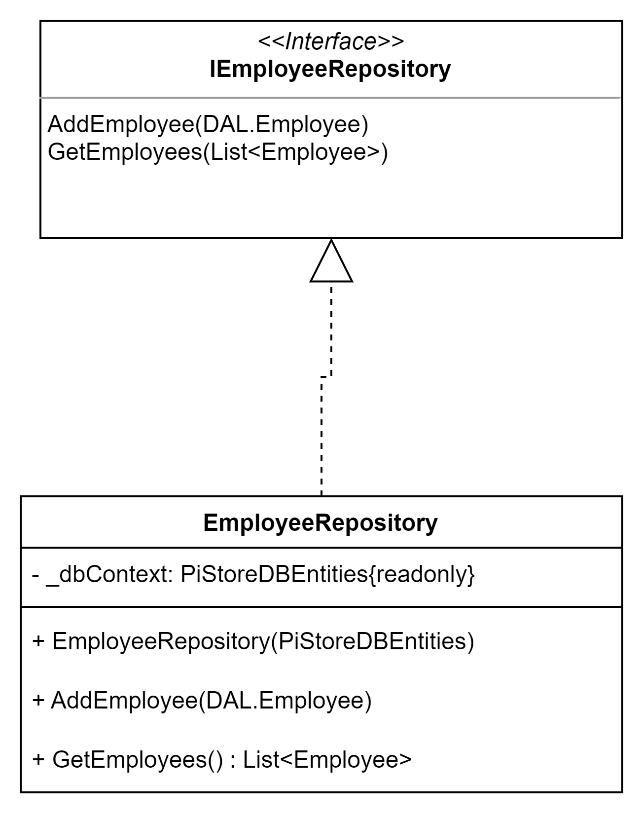 <<Interface>>
IEmployeeRepository
AddEmployee(DAL.Employee)
GetEmployees(List<Employee>)
EmployeeRepository
- _dbContext: PiStoreDBEntities{readonly}
+ EmployeeRepository(PiStoreDBEntities)
+ AddEmployee(DAL.Employee)
+ GetEmployees() : List<Employee>